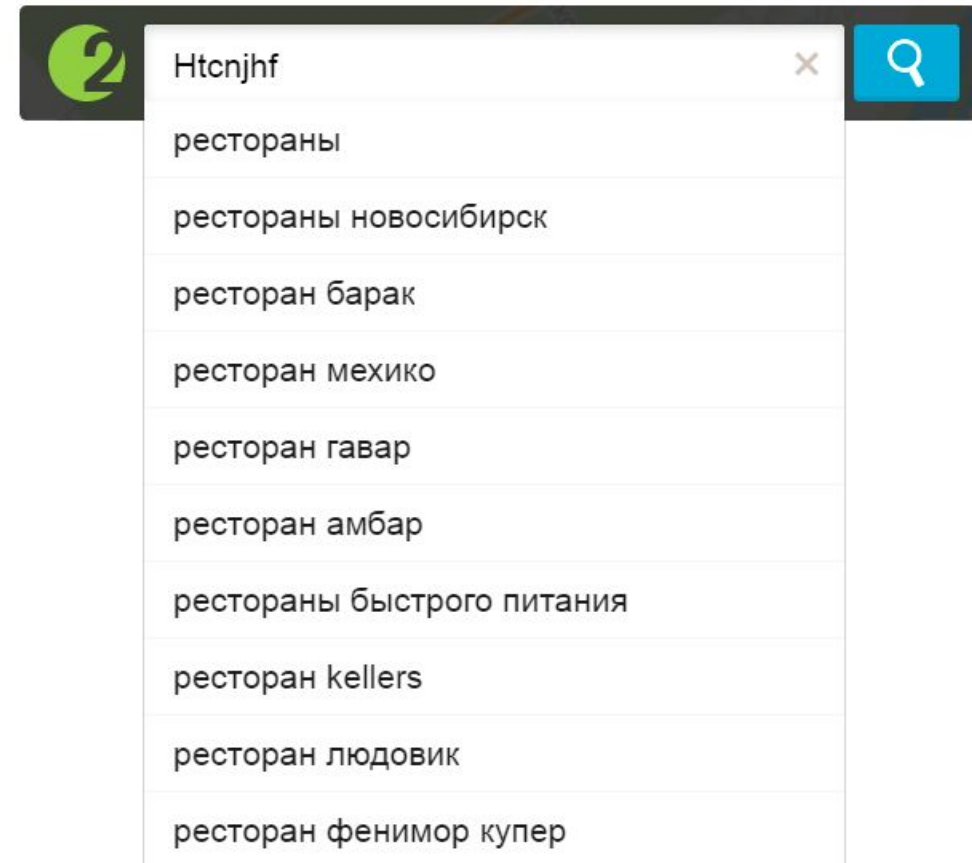 2
Htcnjhf
рестораны
рестораны новосибирск
ресторан барак
ресторан мехико
ресторан гавар
ресторан амбар
рестораны быстрого питания
ресторан kellers
ресторан людовик
ресторан фенимор купер